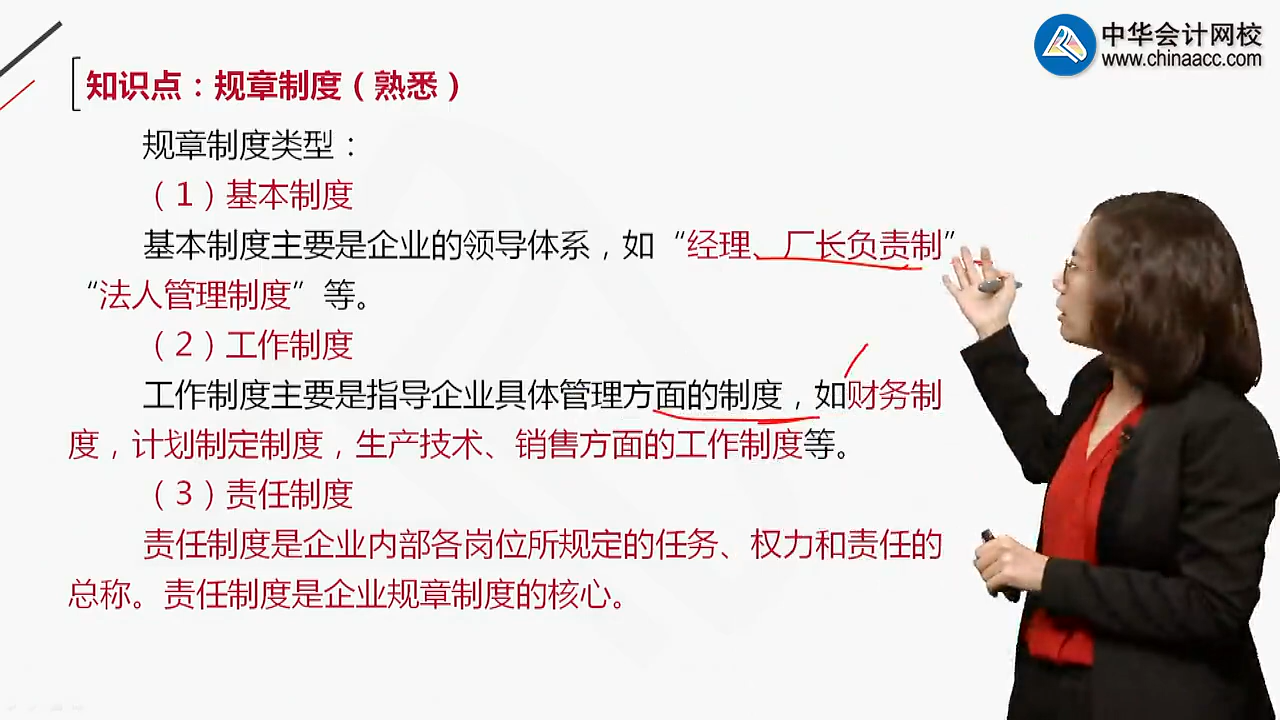 中华会计网校
www.chinaacc.com
知识点：规章制度（熟悉）
规章制度类型：
（1）基本制度
基本制度主要是企业的领导体系，如“经理、厂长负责制”
“法人管理制度”等。
（2）工作制度
工作制度主要是指导企业具体管理方面的制度，如财务制
度，计划制定制度，生产技术、销售方面的工作制度等。
（3）责任制度
责任制度是企业内部各岗位所规定的任务、权力和责任的
总称。责任制度是企业规章制度的核心。